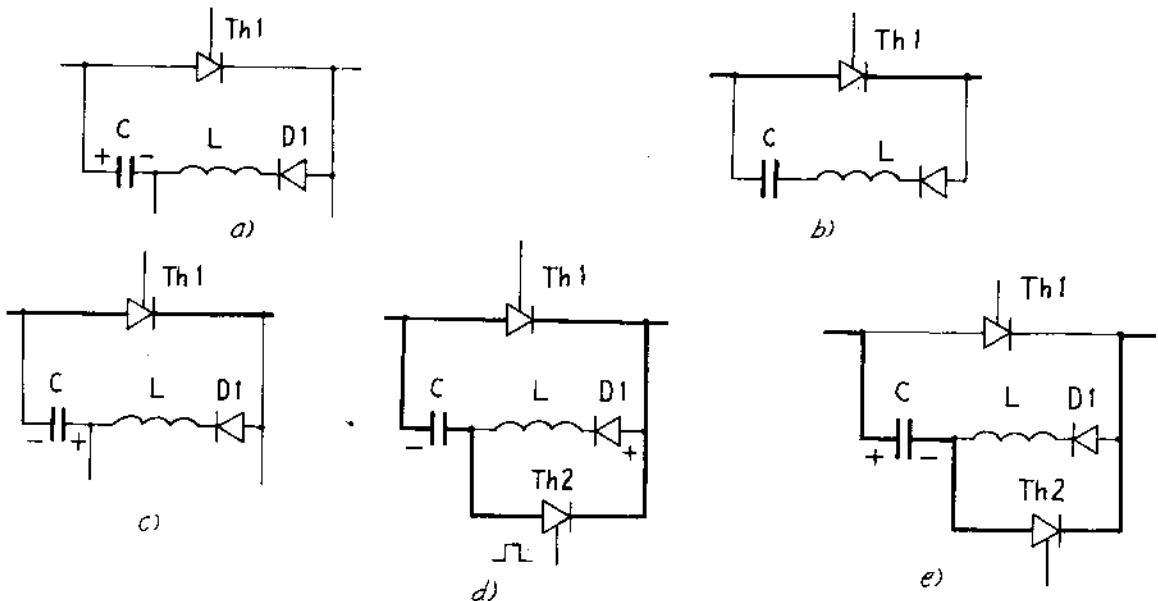 Th1
C
L
D1
+ -
a)
Th1
C
L
b)
Th1
C
L
D1
- +
c)
Th1
C
L
D1
- +
Th2
d)
Th1
C
L
D1
+ -
Th2
e)